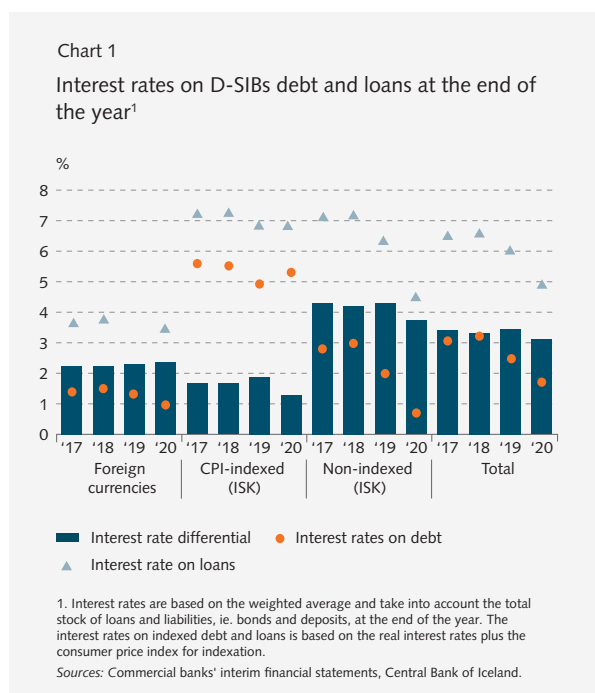 Chart 1
Interest rates on D-SIBs debt and loans at the end of
the year1
%
8
7
6
5
4
3
2
1
0
‘17 ‘18 ‘19 ‘20 ‘17 ‘18 ‘19 ‘20 ‘17 ‘18 ‘19 ‘20 ‘17 ‘18 ‘19 ‘20
Foreign CPI-indexed Non-indexed Total
currencies (ISK) (ISK)
Interest rate differential Interest rates on debt
Interest rate on loans
1. Interest rates are based on the weighted average and take into account the total
stock of loans and liabilities, ie. bonds and deposits, at the end of the year. The
interest rates on indexed debt and loans is based on the real interest rates plus the
consumer price index for indexation.
Sources: Commercial banks' interim financial statements, Central Bank of Iceland.